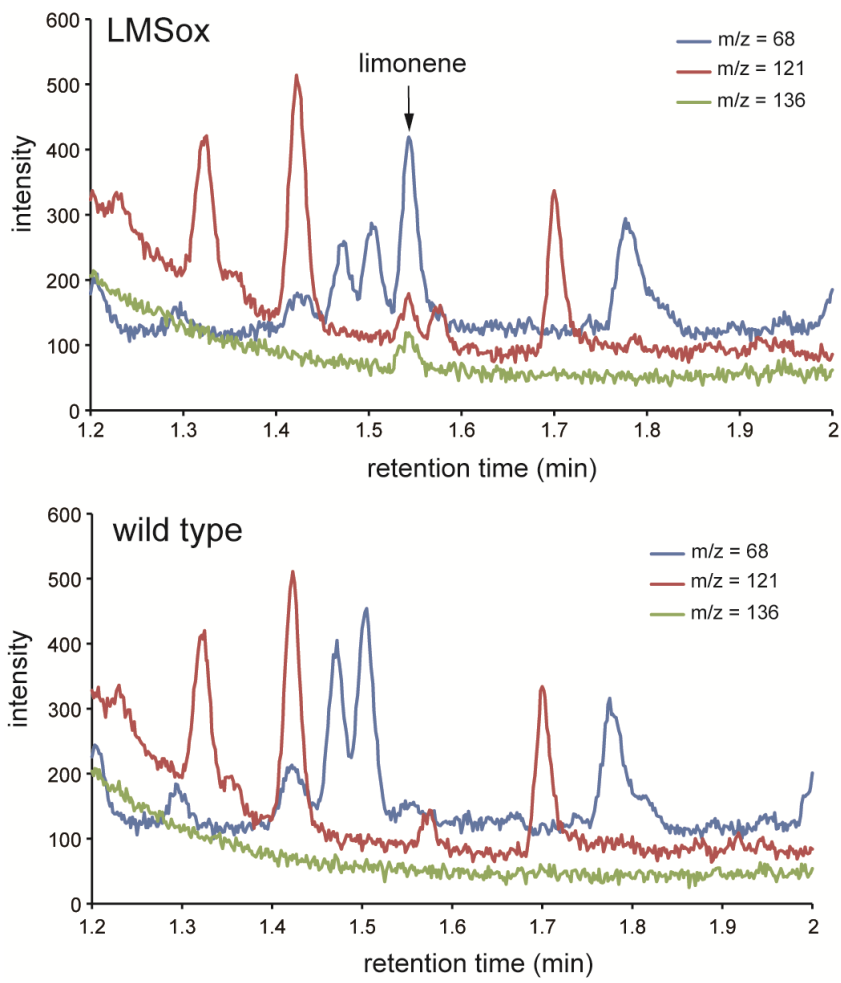 LMSox
limonene
m/z = 68
m/z = 121
m/z = 136
intensity
600
500
400
300
200
100
0
1.2 1.3 1.4 1.5 1.6 1.7 1.8 1.9 2
retention time (min)
wild type
m/z = 68
m/z = 121
m/z = 136
intensity
600
500
400
300
200
100
0
1.2 1.3 1.4 1.5 1.6 1.7 1.8 1.9 2
retention time (min)